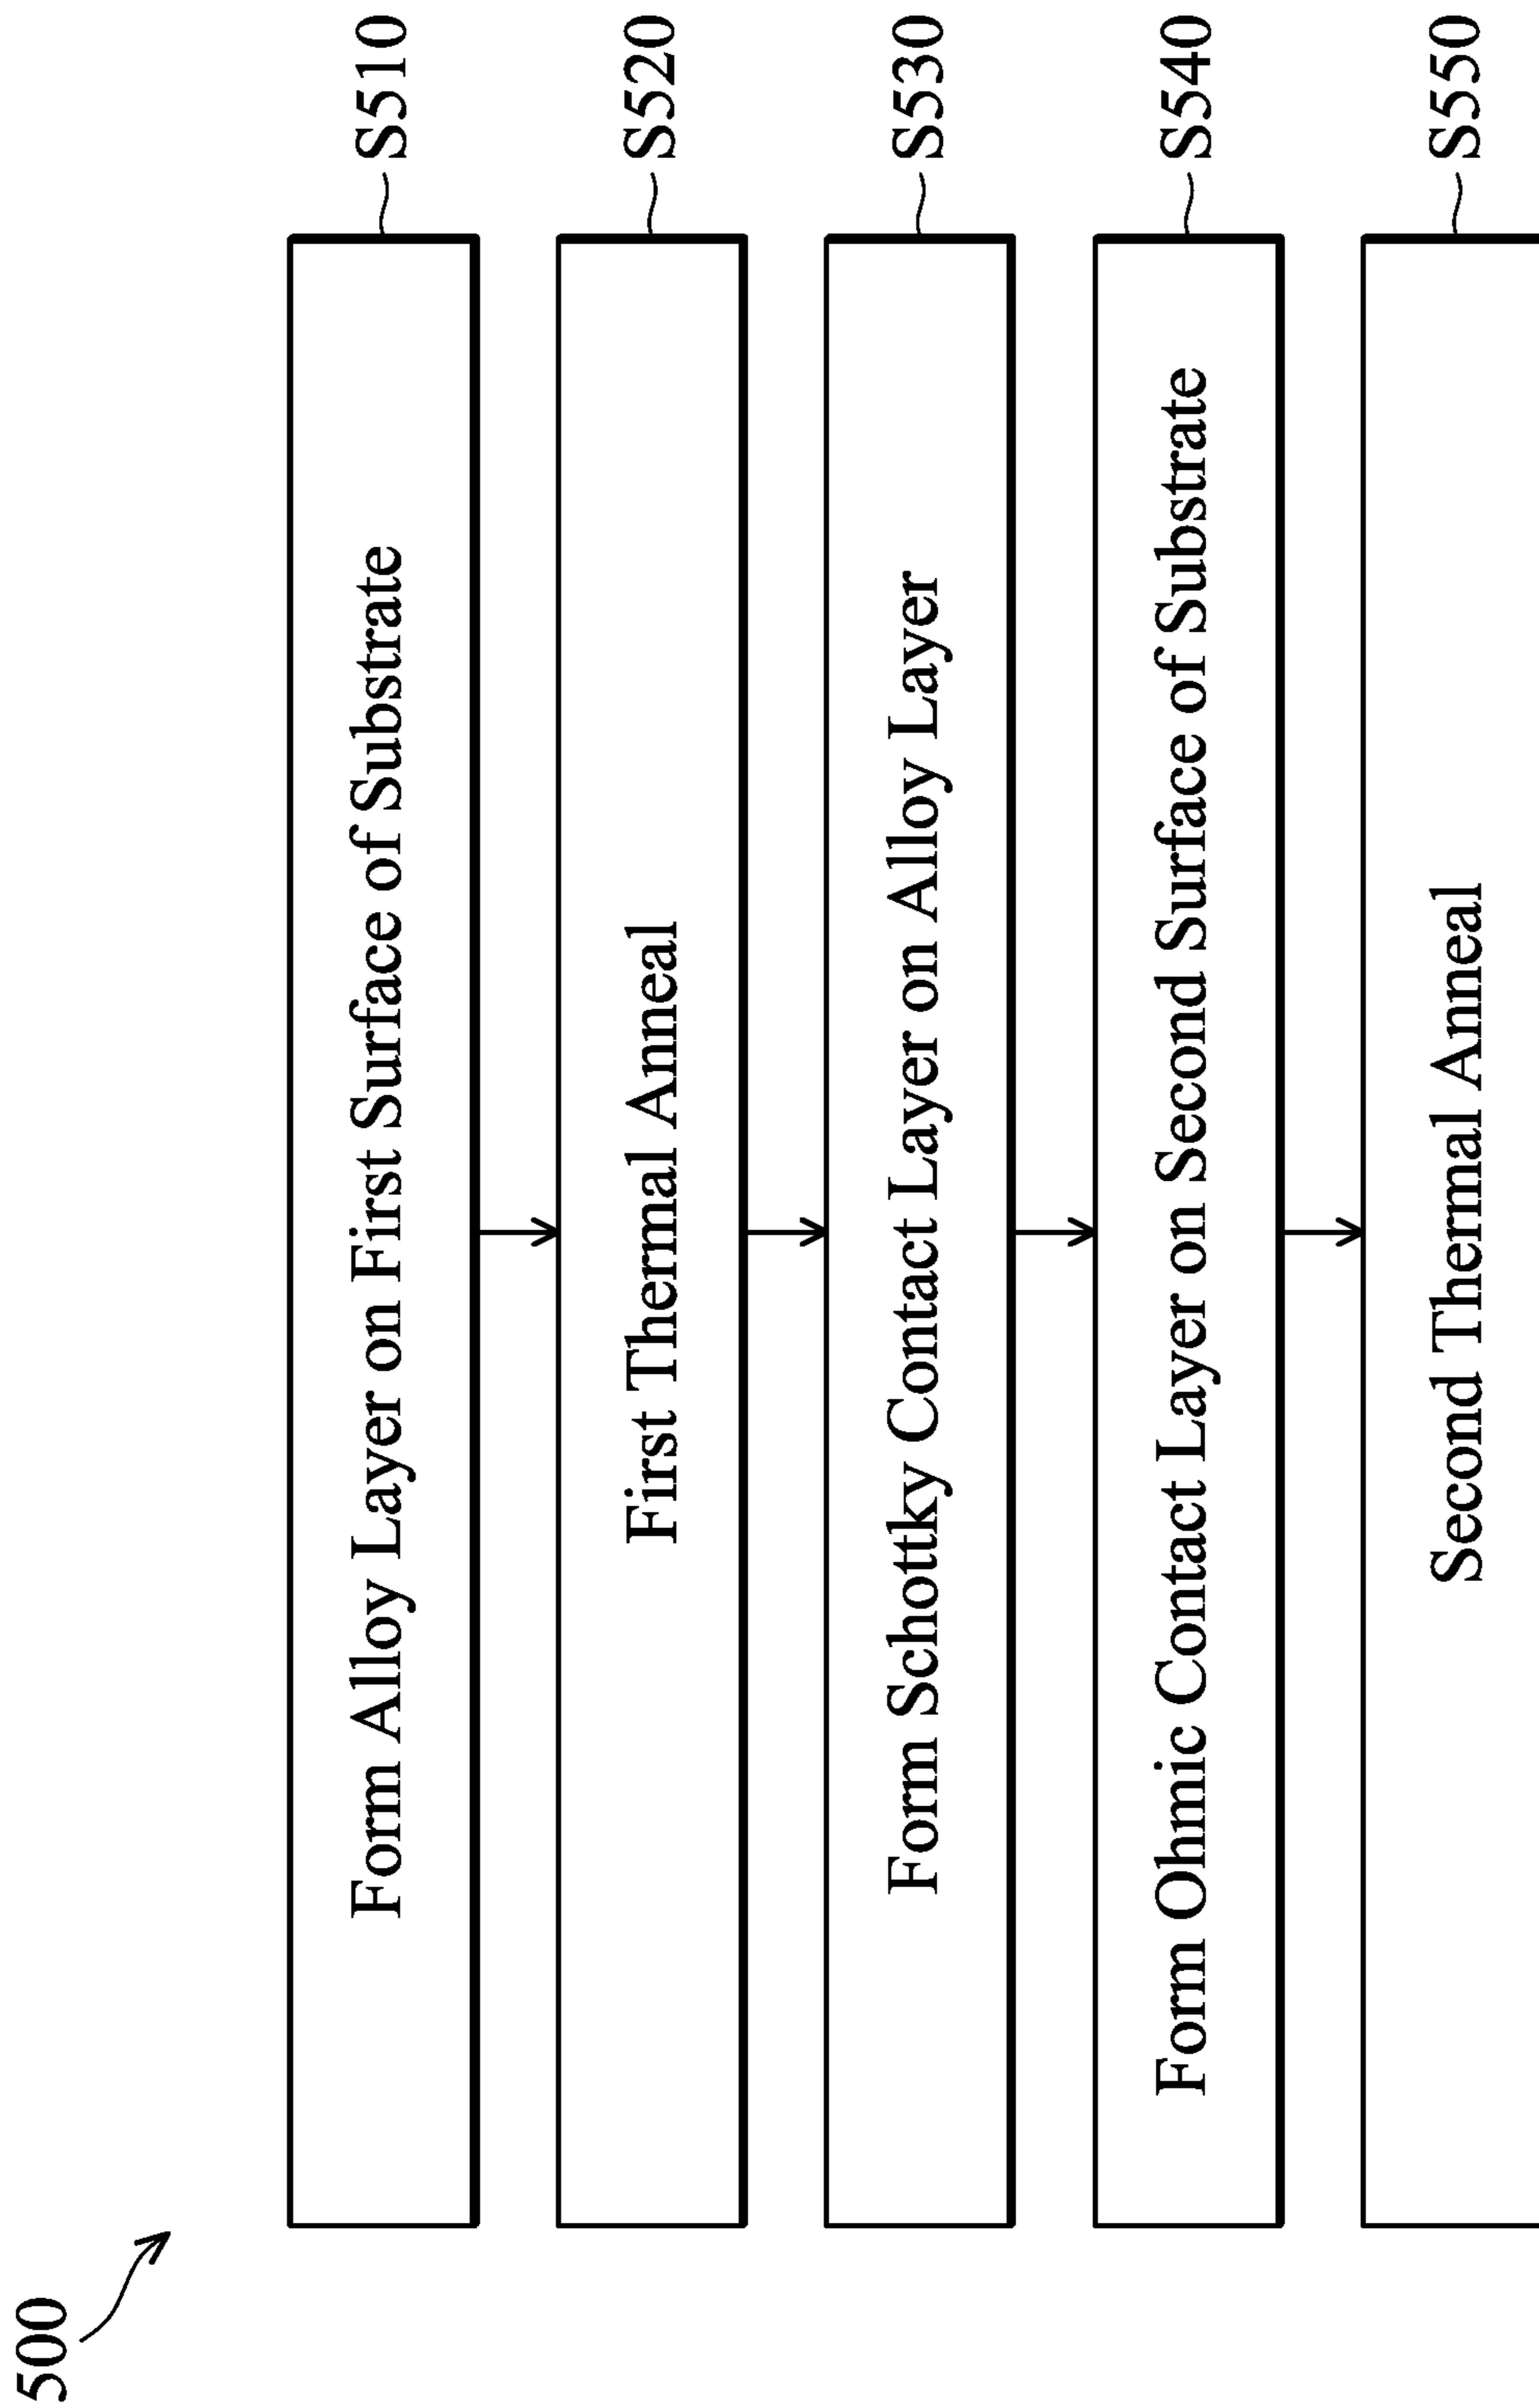 500
Form Alloy Layer on First Surface of Substrate
S510
First Thermal Anneal
S520
Form Schottky Contact Layer on Alloy Layer
S530
Form Ohmic Contact Layer on Second Surface of Substrate
S540
Second Thermal Anneal
S550